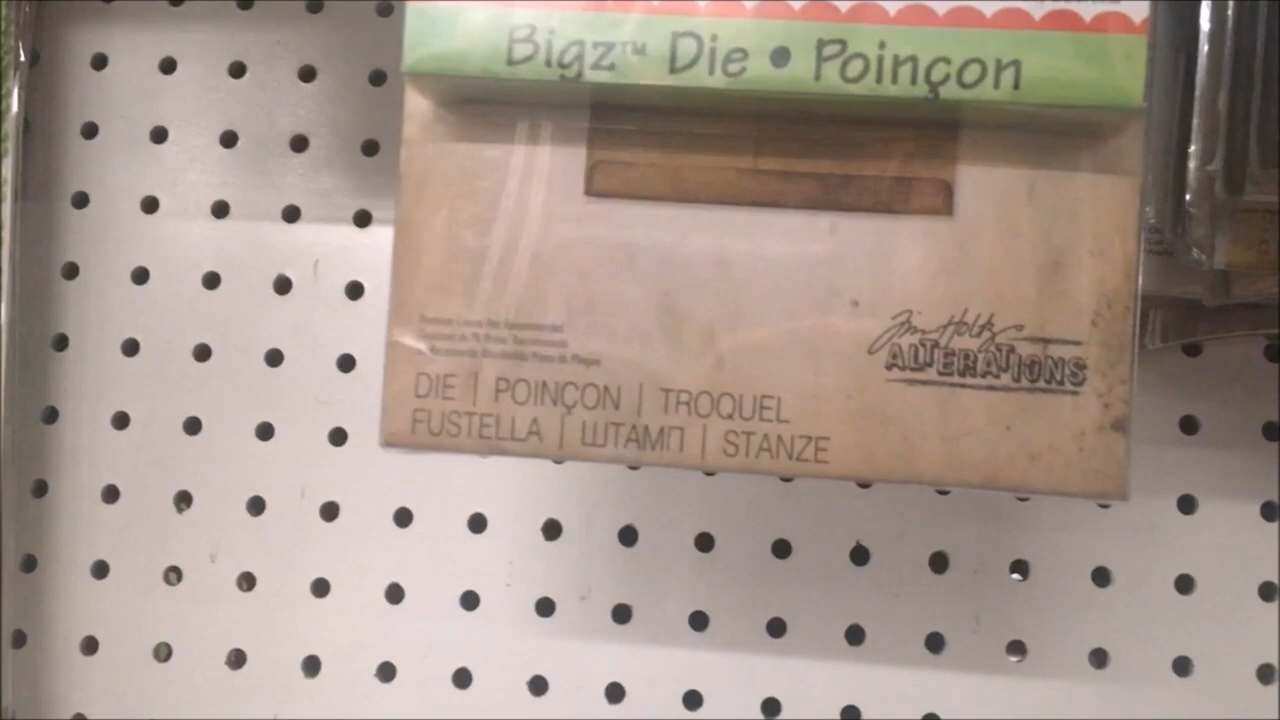 Bigz™ Die • Poinçon
Tim Holtz
ALTERATIONS
DIE | POINÇON | TROQUEL
FUSTELLA | ШТАМП | STANZE